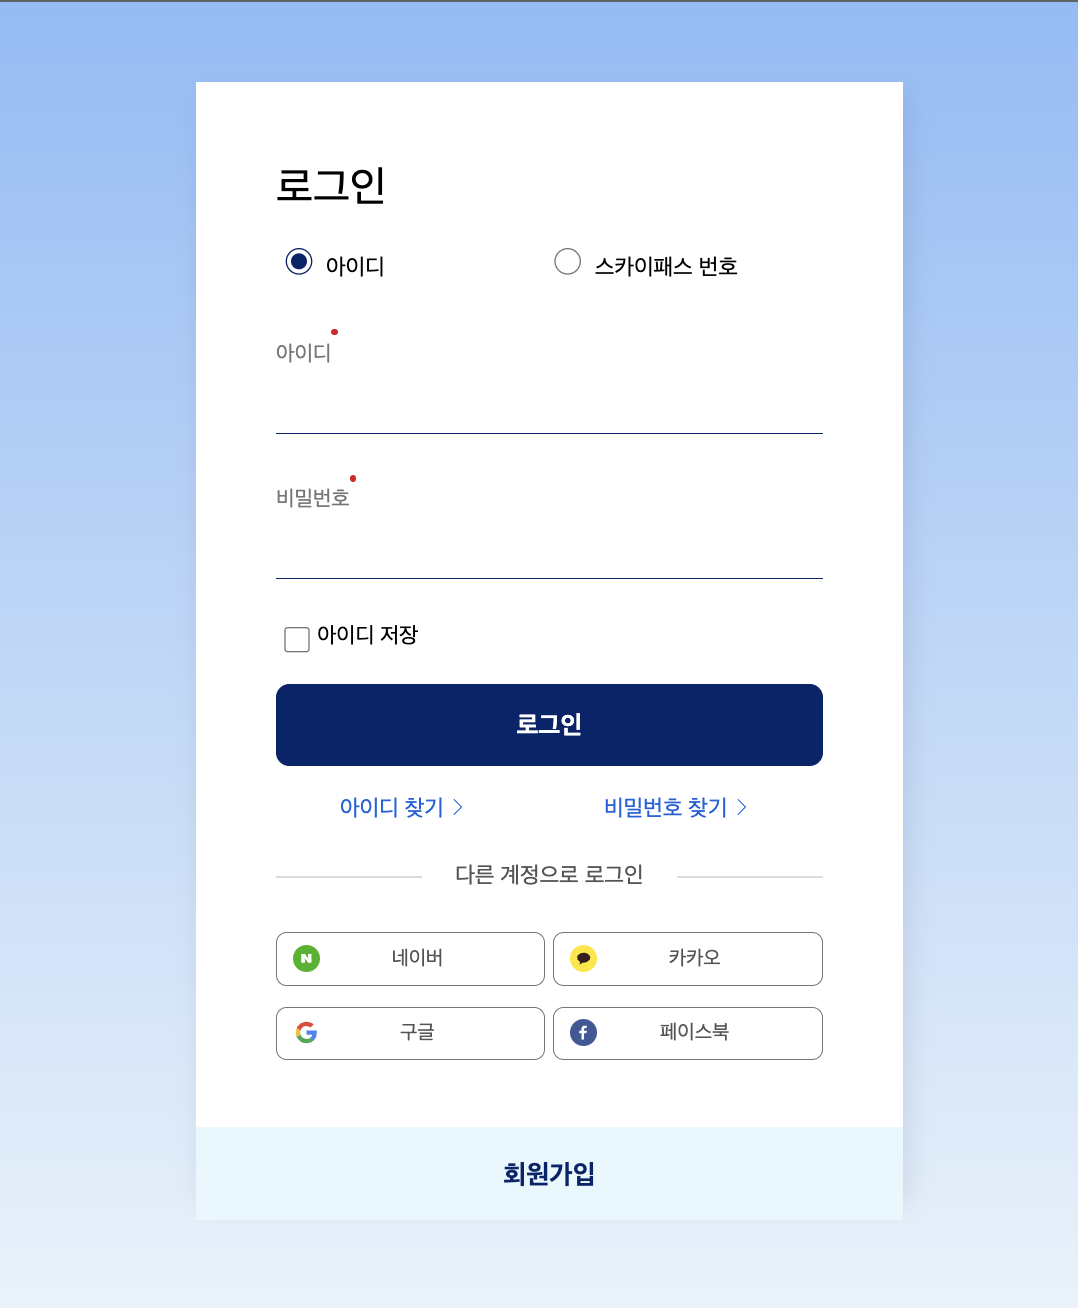 로그인
아이디 스카이패스 번호
아이디
비밀번호
아이디 저장
로그인
아이디 찾기 비밀번호 찾기
다른 계정으로 로그인
네이버 카카오
구글 페이스북
회원가입